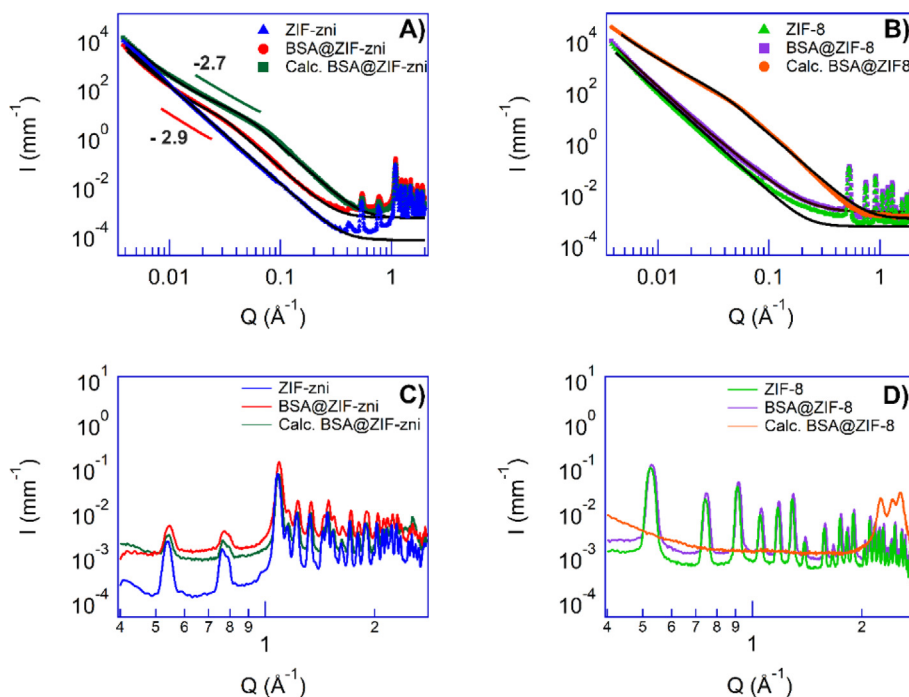 A)
10⁴
10²
10⁰
10⁻²
10⁻⁴
I (mm⁻¹)
ZIF-zni
BSA@ZIF-zni
Calc. BSA@ZIF-zni
-2.7
- 2.9
0.01
0.1
1
Q (Å⁻¹)
B)
10⁴
10²
10⁰
10⁻²
10⁻⁴
I (mm⁻¹)
ZIF-8
BSA@ZIF-8
Calc. BSA@ZIF8
0.01
0.1
1
Q (Å⁻¹)
C)
10¹
10⁰
10⁻¹
10⁻²
10⁻³
10⁻⁴
I (mm⁻¹)
ZIF-zni
BSA@ZIF-zni
Calc. BSA@ZIF-zni
4 5 6 7 8 9 1 2
Q (Å⁻¹)
D)
10¹
10⁰
10⁻¹
10⁻²
10⁻³
10⁻⁴
I (mm⁻¹)
ZIF-8
BSA@ZIF-8
Calc. BSA@ZIF-8
4 5 6 7 8 9 1 2
Q (Å⁻¹)